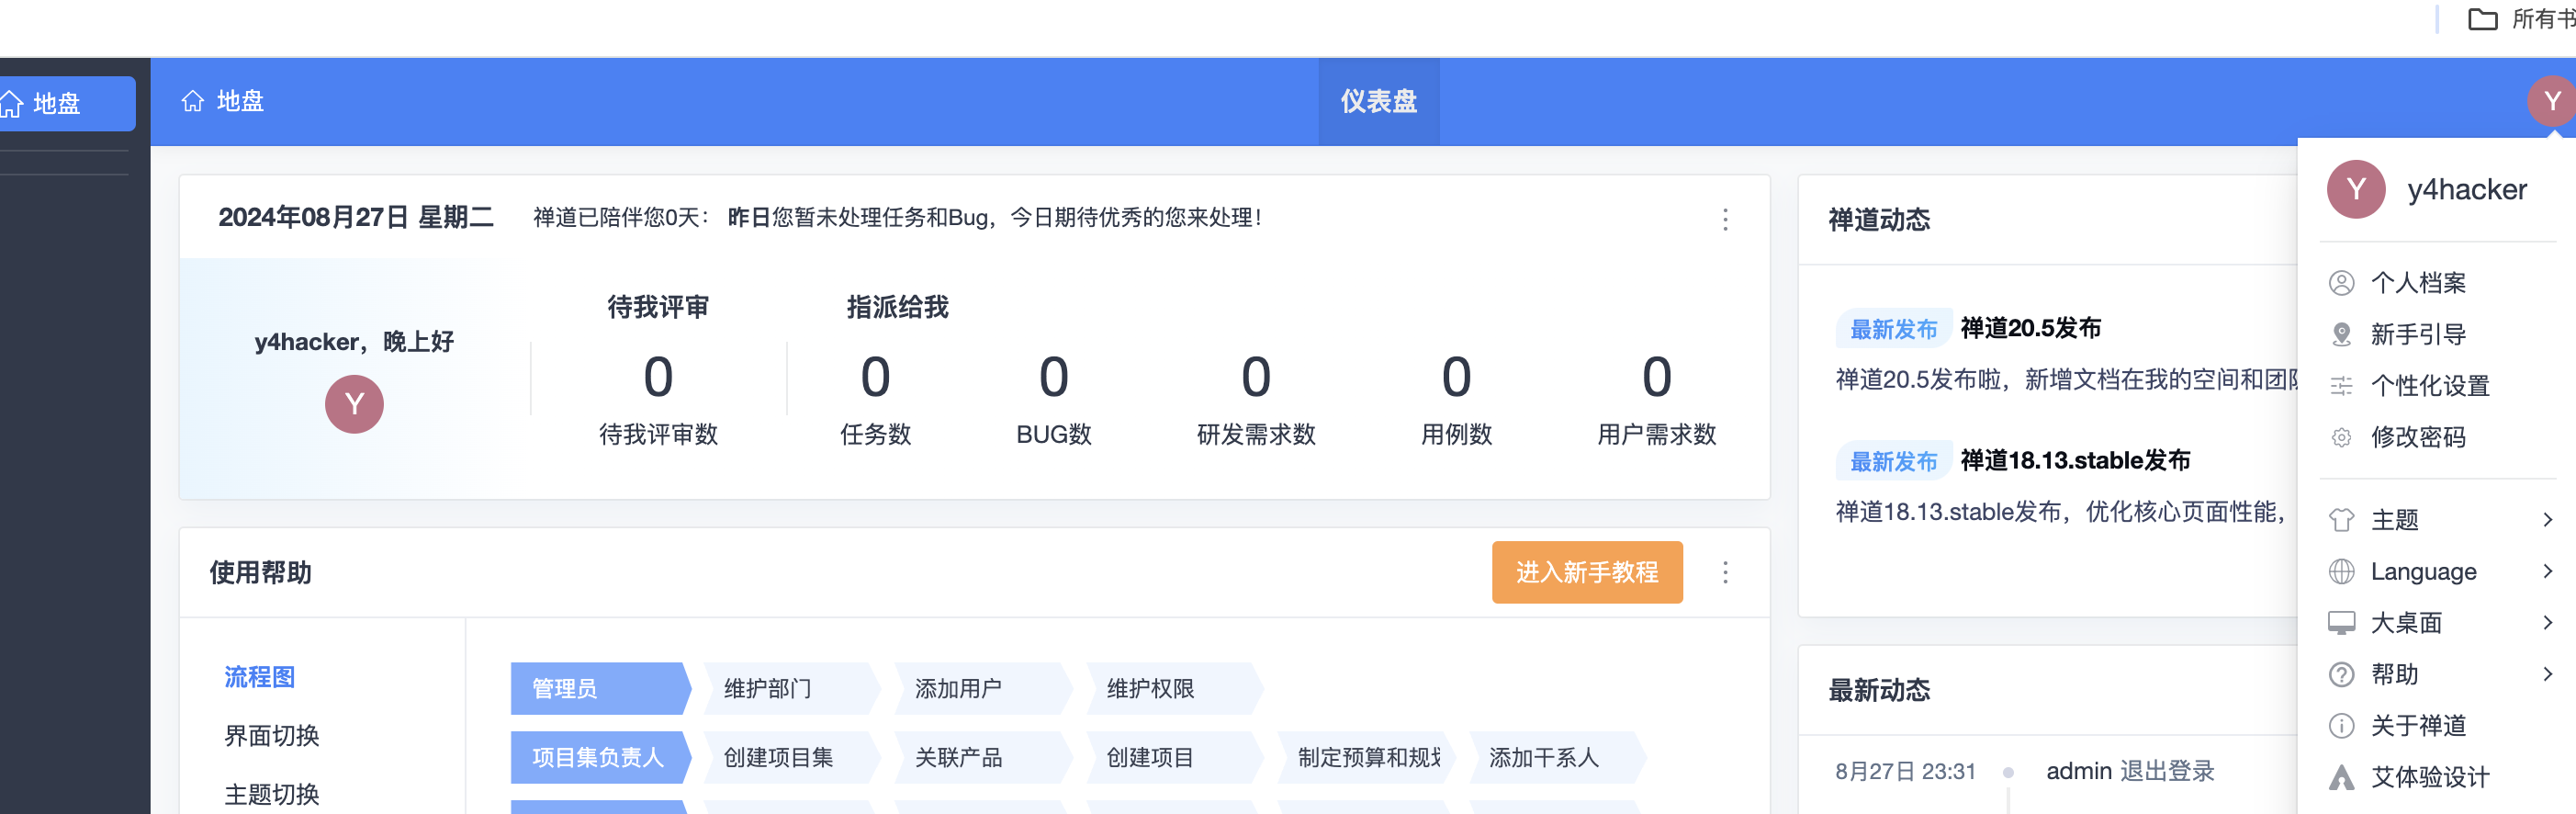 所有书
地盘
地盘
仪表盘
Y
2024年08月27日 星期二 禅道已陪伴您0天： 昨日您暂未处理任务和Bug，今日期待优秀的您来处理！
y4hacker，晚上好
Y
待我评审
0
待我评审数
指派给我
0 0 0 0 0
任务数 BUG数 研发需求数 用例数 用户需求数
使用帮助
进入新手教程
流程图
界面切换
主题切换
管理员 维护部门 添加用户 维护权限
项目集负责人 创建项目集 关联产品 创建项目 制定预算和规划 添加干系人
禅道动态
最新发布 禅道20.5发布
禅道20.5发布啦，新增文档在我的空间和团队
最新发布 禅道18.13.stable发布
禅道18.13.stable发布，优化核心页面性能，
最新动态
8月27日 23:31 admin 退出登录
Y y4hacker
个人档案
新手引导
个性化设置
修改密码
主题
Language
大桌面
帮助
关于禅道
艾体验设计